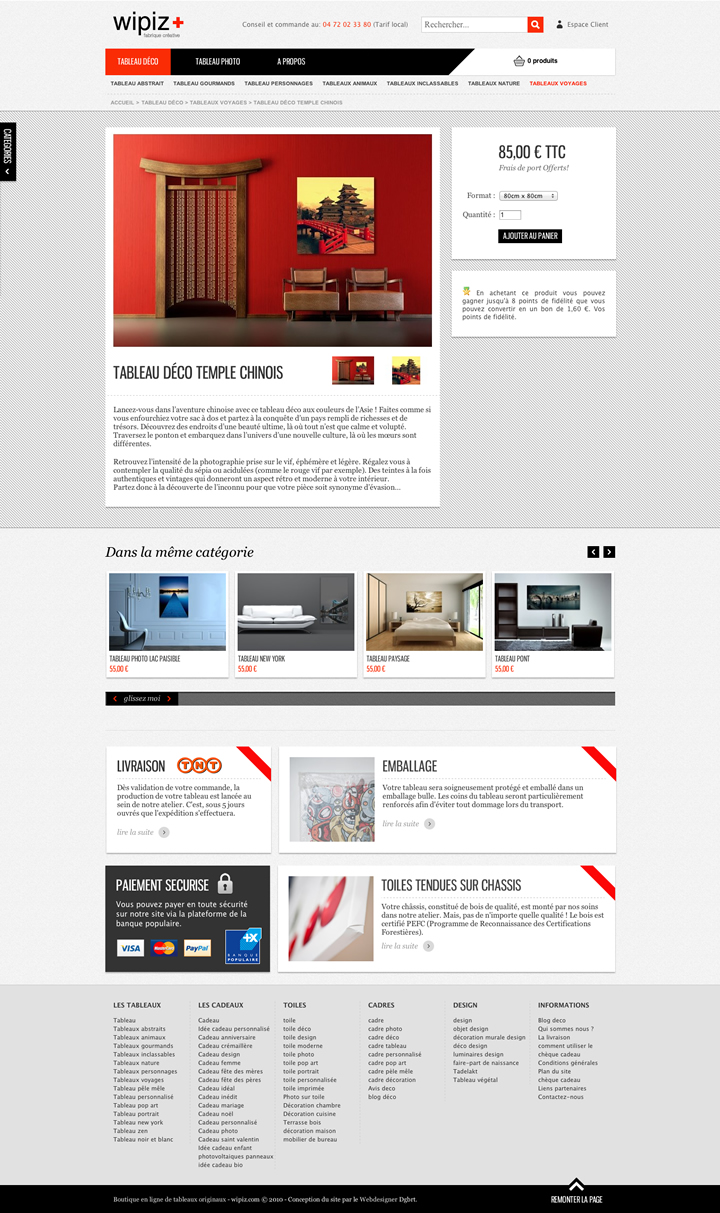 wipiz+
fabrique créative
Conseil et commande au: 04 72 02 33 80 (Tarif local)
Rechercher...
Espace Client
TABLEAU DÉCO TABLEAU PHOTO A PROPOS
0 produits
TABLEAU ABSTRAIT TABLEAU GOURMANDS TABLEAU PERSONNAGES TABLEAUX ANIMAUX TABLEAUX INCLASSABLES TABLEAUX NATURE TABLEAUX VOYAGES
ACCUEIL > TABLEAU DÉCO > TABLEAUX VOYAGES > TABLEAU DÉCO TEMPLE CHINOIS
CATEGORIES
85,00 € TTC
Frais de port Offerts!
Format : 80cm x 80cm
Quantité : 1
AJOUTER AU PANIER
En achetant ce produit vous pouvez
gagner jusqu'à 8 points de fidélité que vous
pouvez convertir en un bon de 1,60 €. Vos
points de fidélité.
TABLEAU DÉCO TEMPLE CHINOIS
Lancez-vous dans l'aventure chinoise avec ce tableau déco aux couleurs de l'Asie ! Faites comme si
vous enfourchiez votre sac à dos et partez à la conquête d'un pays rempli de richesses et de
trésors. Découvrez des endroits d'une beauté ultime, là où tout n'est que calme et volupté.
Traversez le ponton et embarquez dans l'univers d'une nouvelle culture, là où les mœurs sont
différentes.
Retrouvez l'intensité de la photographie prise sur le vif, éphémère et légère. Régalez vous à
contempler la qualité du sépia ou acidulées (comme le rouge vif par exemple). Des teintes à la fois
authentiques et vintages qui donneront un aspect rétro et moderne à votre intérieur.
Partez donc à la découverte de l'inconnu pour que votre pièce soit synonyme d'évasion...
Dans la même catégorie
TABLEAU PHOTO LAC PAISIBLE
55.00 €
TABLEAU NEW YORK
55.00 €
TABLEAU PAYSAGE
55.00 €
TABLEAU PONT
55.00 €
glissez moi
LIVRAISON TNT
Dès validation de votre commande, la
production de votre tableau est lancée au
sein de notre atelier. C'est, sous 5 jours
ouvrés que l'expédition s'effectuera.
lire la suite
EMBALLAGE
Votre tableau sera soigneusement protégé et emballé dans un
emballage bulle. Les coins du tableau seront particulièrement
renforcés afin d'éviter tout dommage lors du transport.
lire la suite
PAIEMENT SECURISE
Vous pouvez payer en toute sécurité
sur notre site via la plateforme de la
banque populaire.
VISA MasterCard PayPal
BANQUE
POPULAIRE
TOILES TENDUES SUR CHASSIS
Votre châssis, constitué de bois de qualité, est monté par nos soins
dans notre atelier. Mais, pas de n'importe quelle qualité ! Le bois est
certifié PEFC (Programme de Reconnaissance des Certifications
Forestières).
lire la suite
LES TABLEAUX
Tableau
Tableaux abstraits
Tableaux animaux
Tableaux gourmands
Tableaux inclassables
Tableaux nature
Tableaux personnages
Tableaux voyages
Tableau pêle mêle
Tableau personnalisé
Tableau pop art
Tableau portrait
Tableau new york
Tableau zen
Tableau noir et blanc
LES CADEAUX
Cadeau
Idée cadeau personnalisé
Cadeau anniversaire
Cadeau crémaillère
Cadeau design
Cadeau femme
Cadeau fête des mères
Cadeau fête des pères
Cadeau idéal
Cadeau inédit
Cadeau mariage
Cadeau noël
Cadeau personnalisé
Cadeau photo
Cadeau saint valentin
Idée cadeau enfant
photovoltaiques panneaux
idée cadeau bio
TOILES
toile
toile déco
toile design
toile moderne
toile photo
toile pop art
toile portrait
toile personnalisée
toile imprimée
Photo sur toile
Décoration chambre
Décoration cuisine
Terrasse bois
décoration maison
mobilier de bureau
CADRES
cadre
cadre photo
cadre déco
cadre tableau
cadre personnalisé
cadre pop art
cadre pêle mêle
cadre décoration
Avis deco
blog déco
DESIGN
design
objet design
décoration murale design
déco design
luminaires design
faire-part de naissance
Tadelakt
Tableau végétal
INFORMATIONS
Blog deco
Qui sommes nous ?
La livraison
comment utiliser le
chèque cadeau
Conditions générales
Plan du site
chèque cadeau
Liens partenaires
Contactez-nous
Boutique en ligne de tableaux originaux - wipiz.com © 2010 - Conception du site par le Webdesigner Dgbrt.
REMONTER LA PAGE